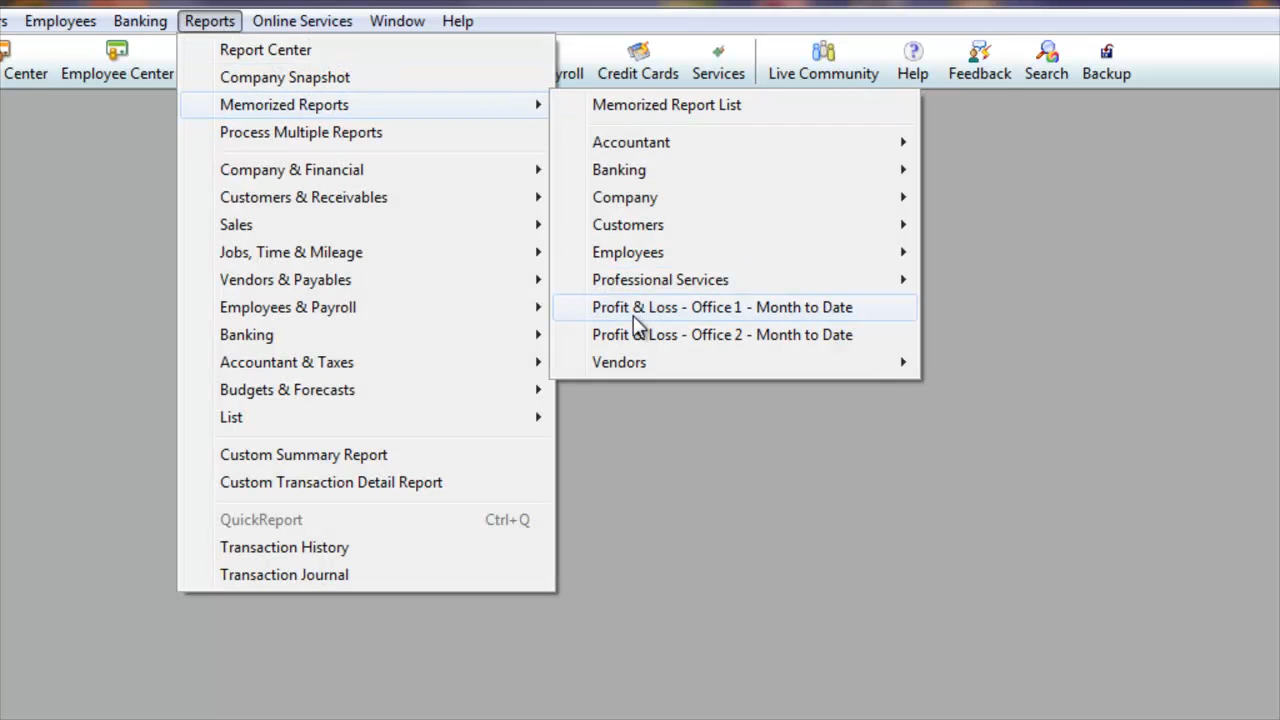 s Employees Banking Reports Online Services Window Help
Center Employee Center yroll Credit Cards Services Live Community Help Feedback Search Backup
Report Center
Company Snapshot
Memorized Reports
Process Multiple Reports
Company & Financial
Customers & Receivables
Sales
Jobs, Time & Mileage
Vendors & Payables
Employees & Payroll
Banking
Accountant & Taxes
Budgets & Forecasts
List
Custom Summary Report
Custom Transaction Detail Report
QuickReport Ctrl+Q
Transaction History
Transaction Journal
Memorized Report List
Accountant
Banking
Company
Customers
Employees
Professional Services
Profit & Loss - Office 1 - Month to Date
Profit & Loss - Office 2 - Month to Date
Vendors